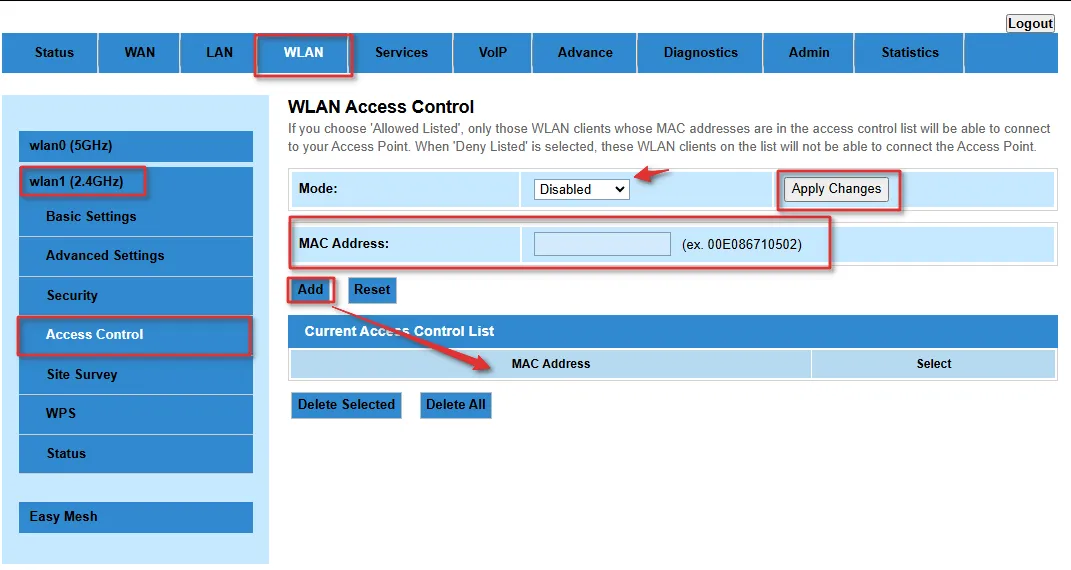 Logout
Status WAN LAN WLAN Services VoIP Advance Diagnostics Admin Statistics
wlan0 (5GHz)
wlan1 (2.4GHz)
Basic Settings
Advanced Settings
Security
Access Control
Site Survey
WPS
Status
Easy Mesh
WLAN Access Control
If you choose 'Allowed Listed', only those WLAN clients whose MAC addresses are in the access control list will be able to connect
to your Access Point. When 'Deny Listed' is selected, these WLAN clients on the list will not be able to connect the Access Point.
Mode: Disabled Apply Changes
MAC Address: (ex. 00E086710502)
Add Reset
Current Access Control List
MAC Address Select
Delete Selected Delete All